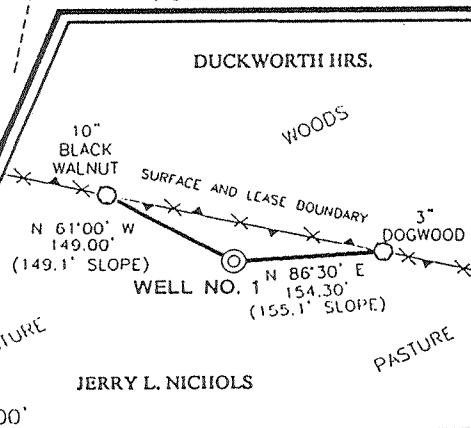 DUCKWORTH HRS.
WOODS
10"
BLACK
WALNUT
SURFACE AND LEASE BOUNDARY
3"
DOGWOOD
N 61°00' W
149.00'
(149.1' SLOPE)
WELL NO. 1
N 86°30' E
154.30'
(155.1' SLOPE)
PASTURE
JERRY L. NICHOLS
00'